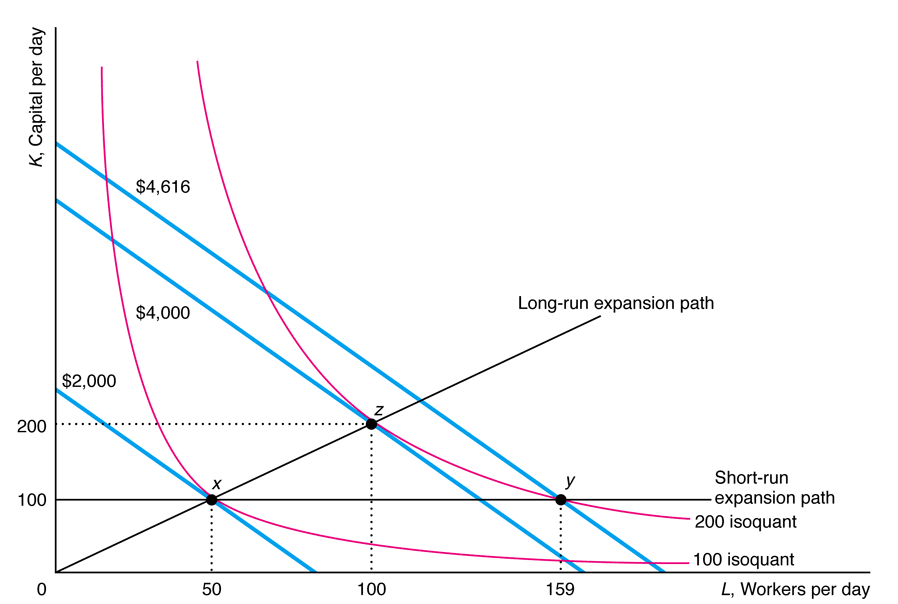 K, Capital per day
$4,616
Long-run expansion path
$4,000
$2,000
z
200
x
y
Short-run
expansion path
100
200 isoquant
100 isoquant
0
50
100
159
L, Workers per day